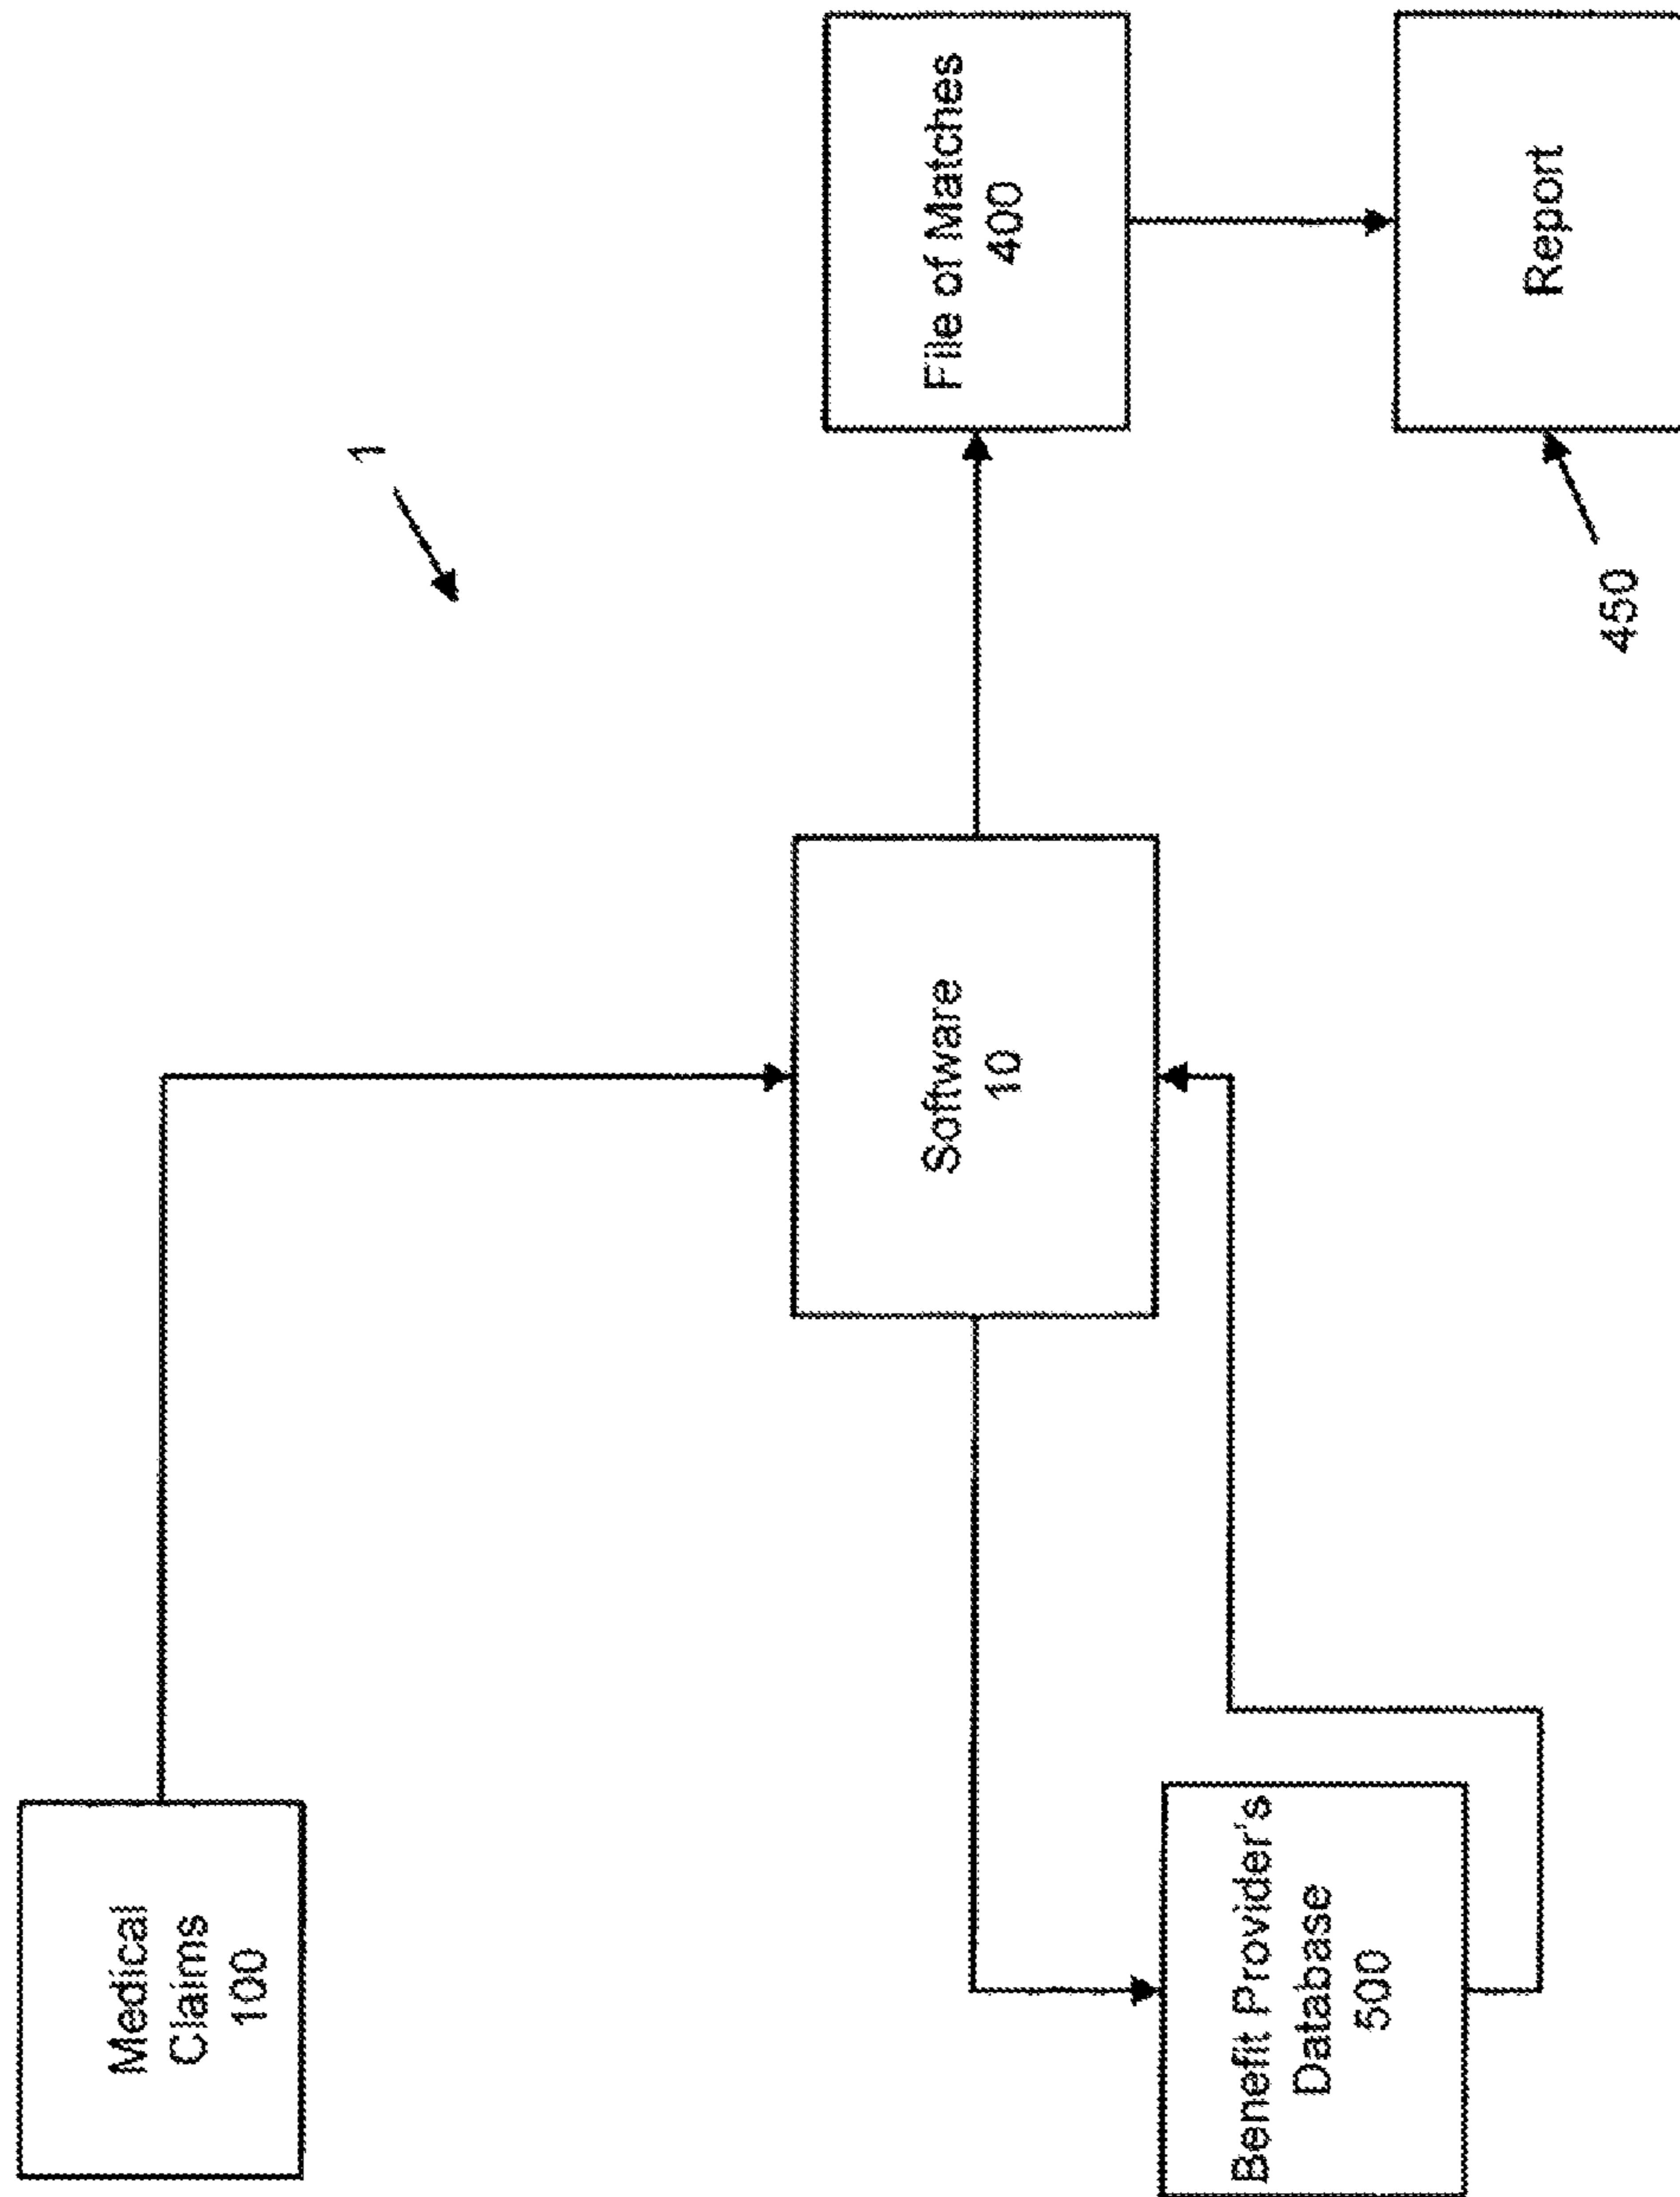 1
Medical
Claims
100
Software
10
File of Matches
400
Benefit Provider's
Database
500
Report
450